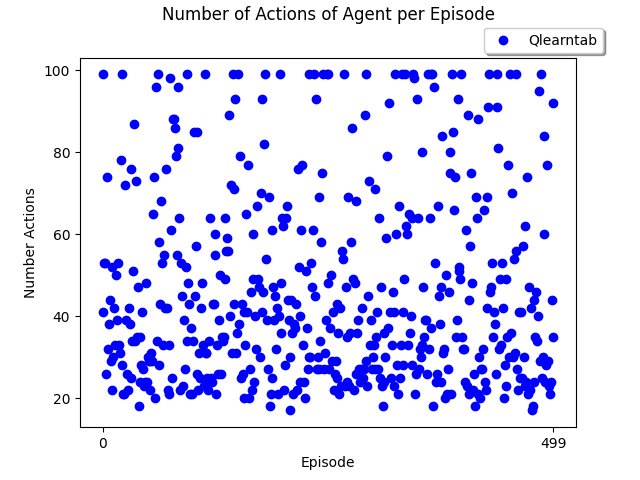 Number of Actions of Agent per Episode
Qlearntab
100
80
60
40
20
Number Actions
0
499
Episode